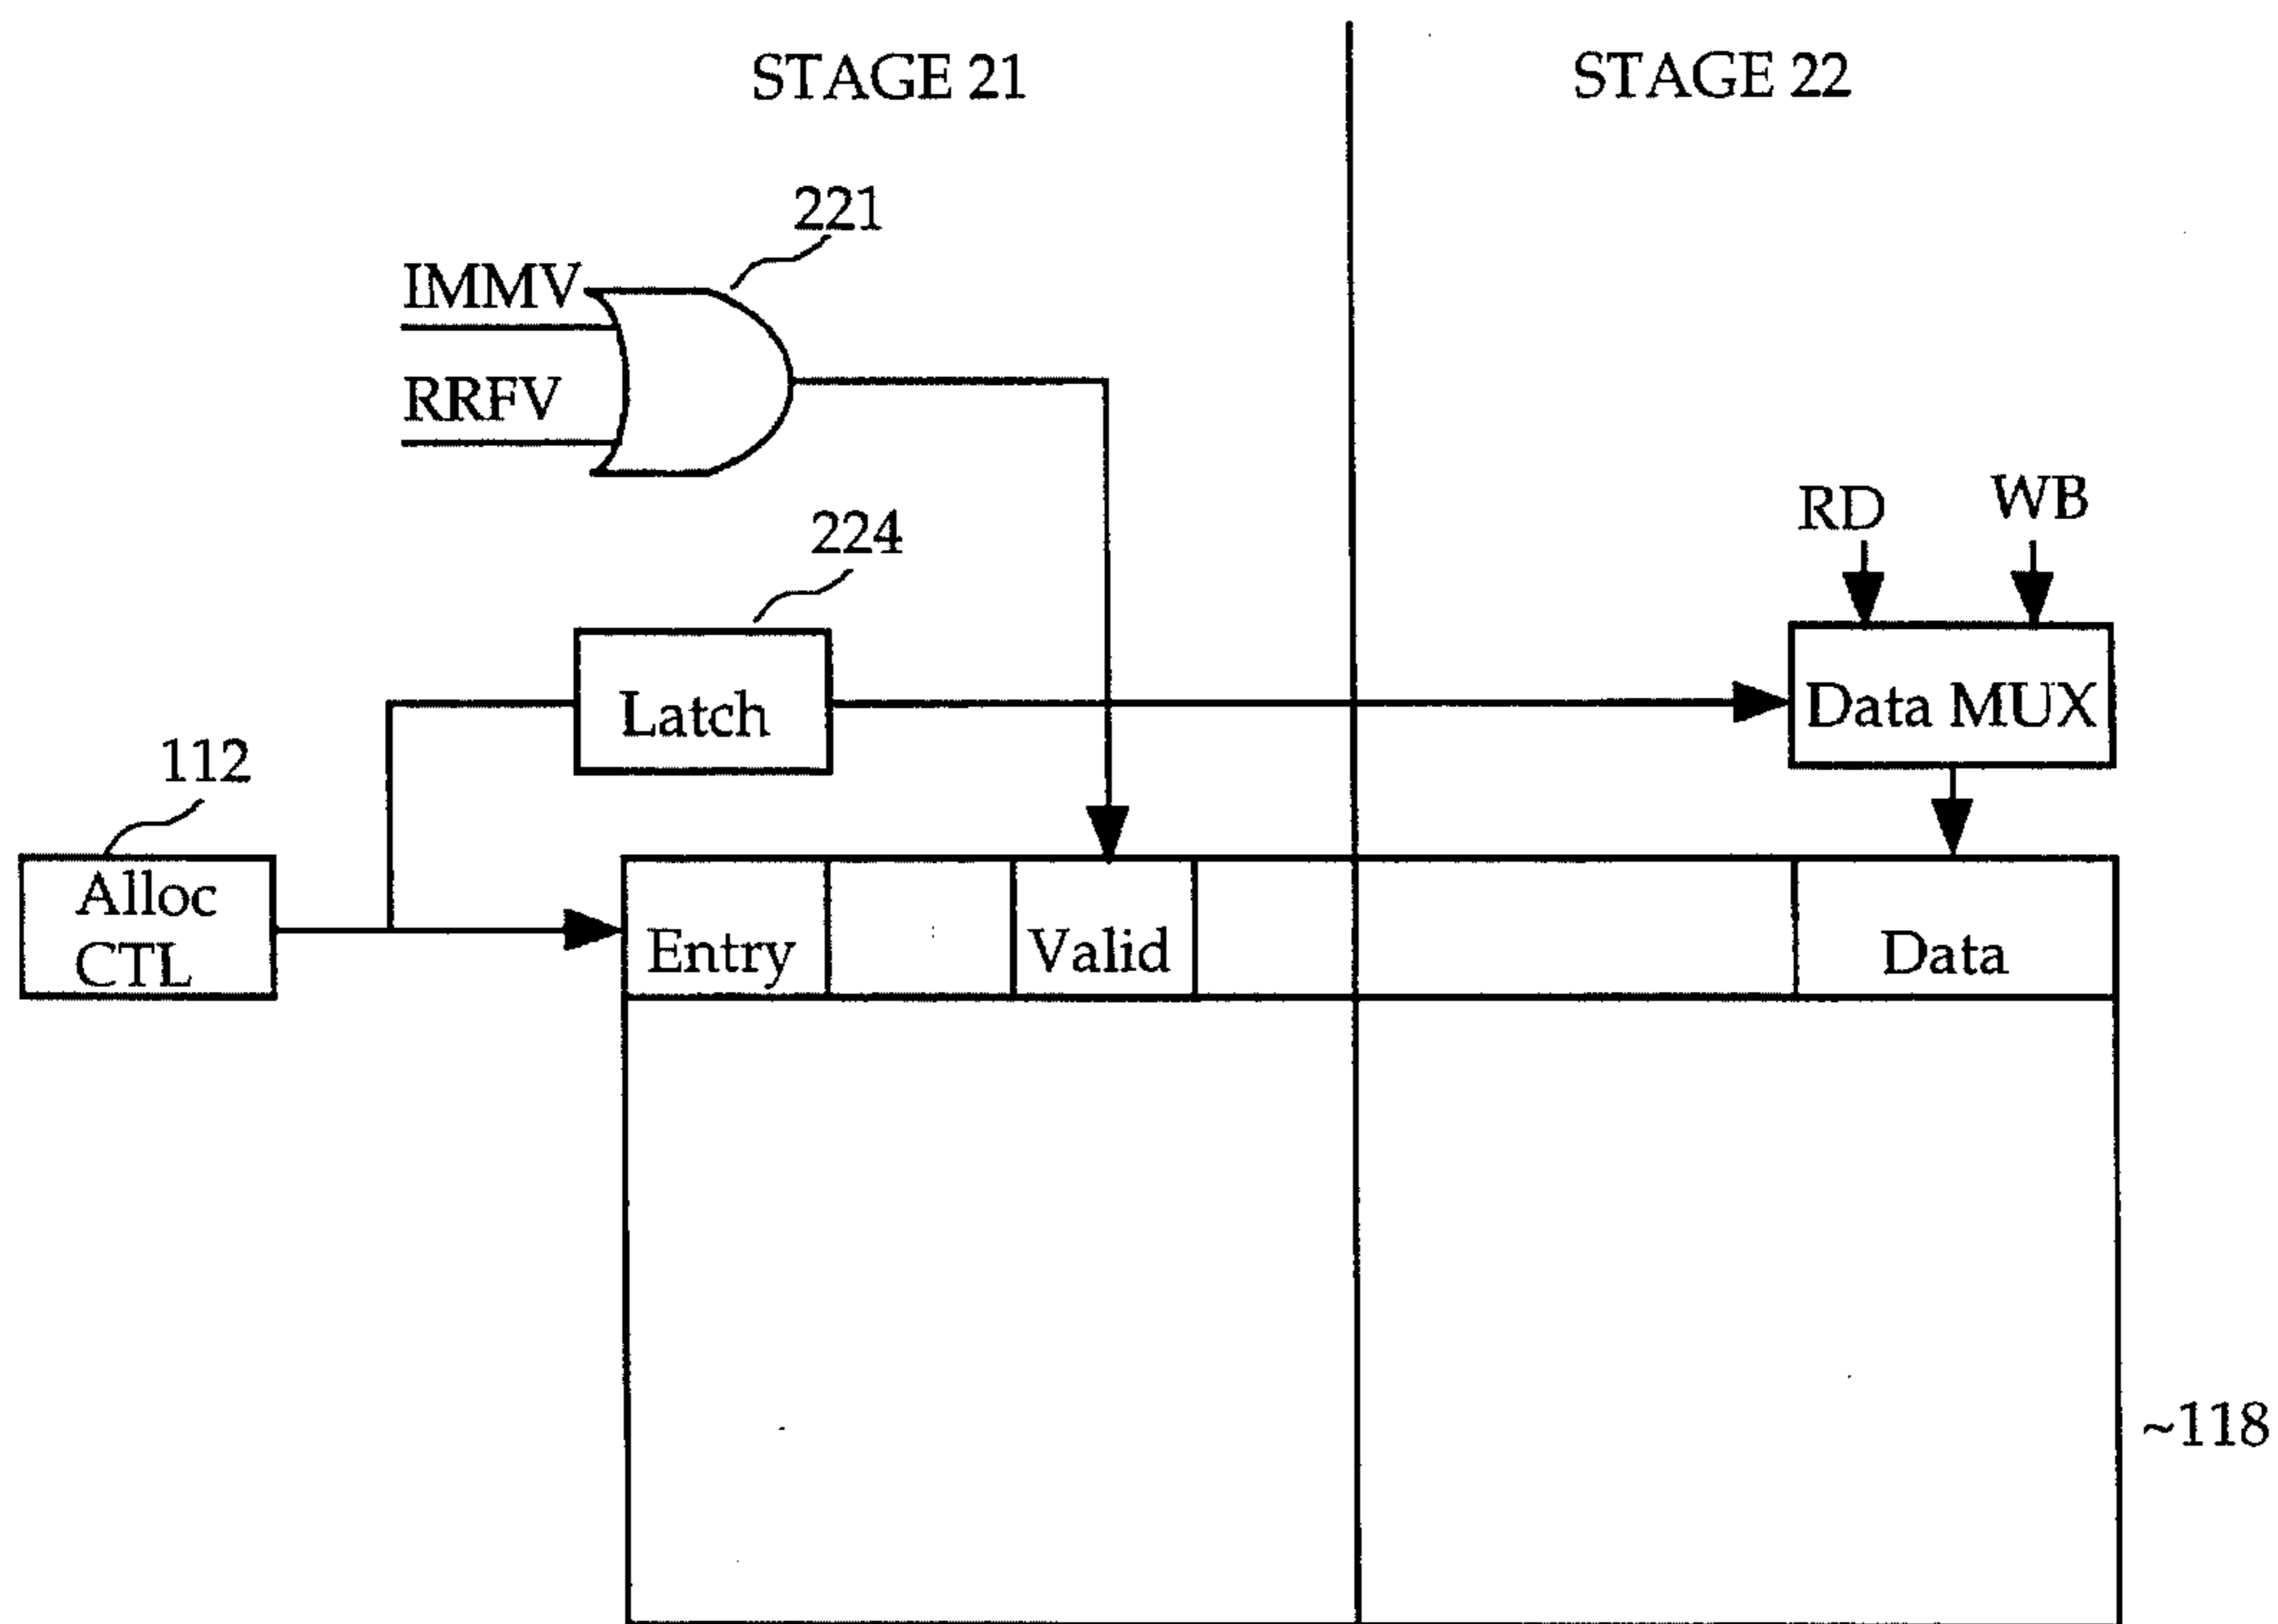 STAGE 21
STAGE 22
221
IMMV
RRFV
RD
WB
224
Latch
Data MUX
112
Alloc
CTL
Entry
Valid
Data
~118